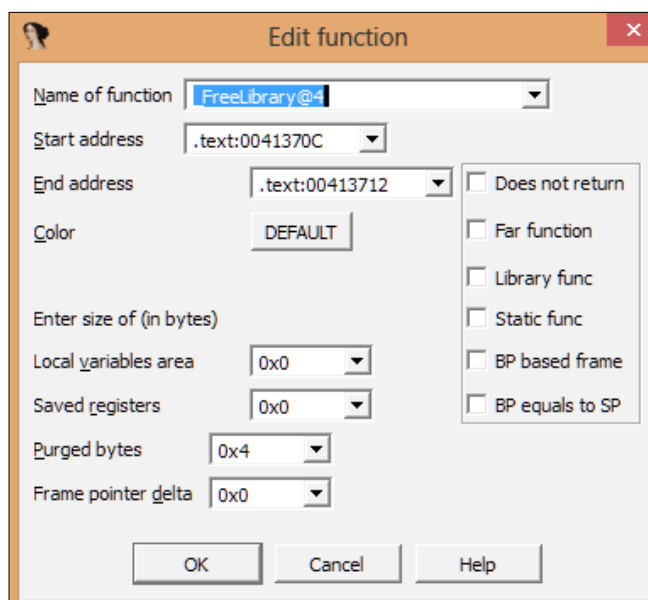 Edit function
Name of function _FreeLibrary@4
Start address .text:0041370C
End address .text:00413712
Color DEFAULT
Does not return
Far function
Library func
Static func
BP based frame
BP equals to SP
Enter size of (in bytes)
Local variables area 0x0
Saved registers 0x0
Purged bytes 0x4
Frame pointer delta 0x0
OK Cancel Help